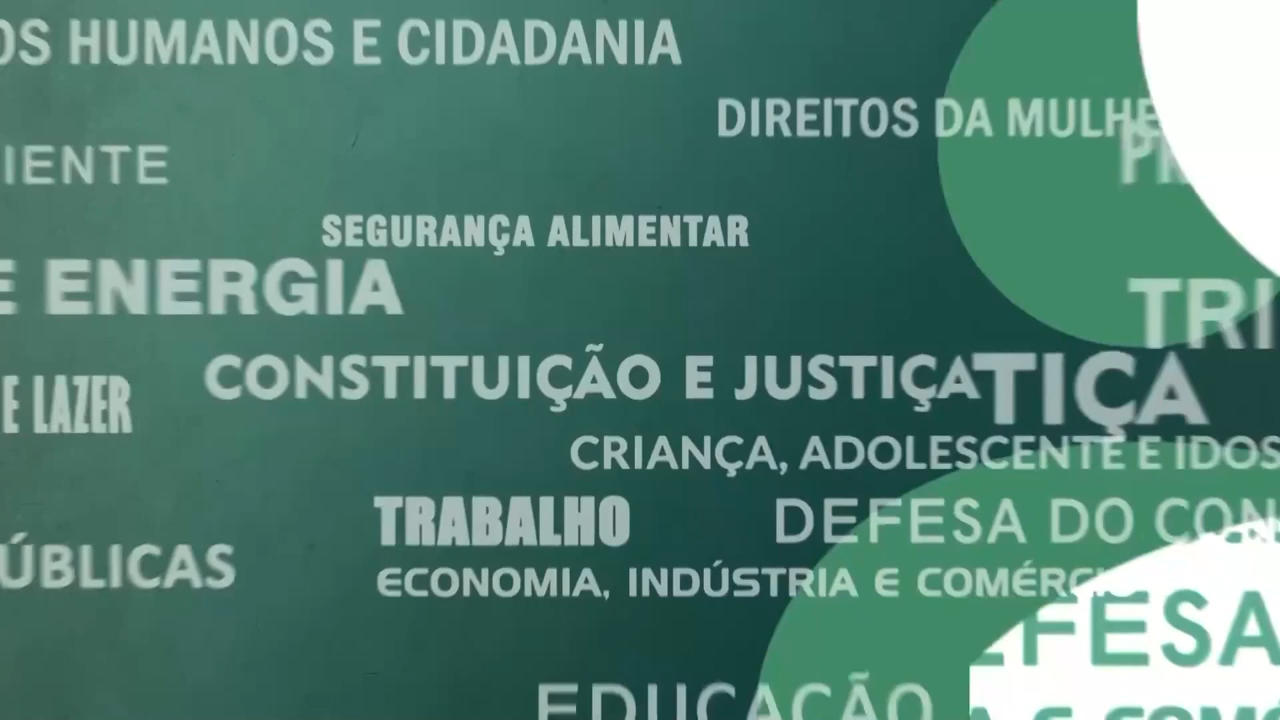 OS HUMANOS E CIDADANIA
DIREITOS DA MULHE
IENTE
SEGURANÇA ALIMENTAR
E ENERGIA
TRI
CONSTITUIÇÃO E JUSTIÇA
TIÇA
E LAZER
CRIANÇA, ADOLESCENTE E IDOS
TRABALHO
DEFESA DO CON
ÚBLICAS
ECONOMIA, INDÚSTRIA E COMÉRCI
EFESA
EDUCAÇÃO